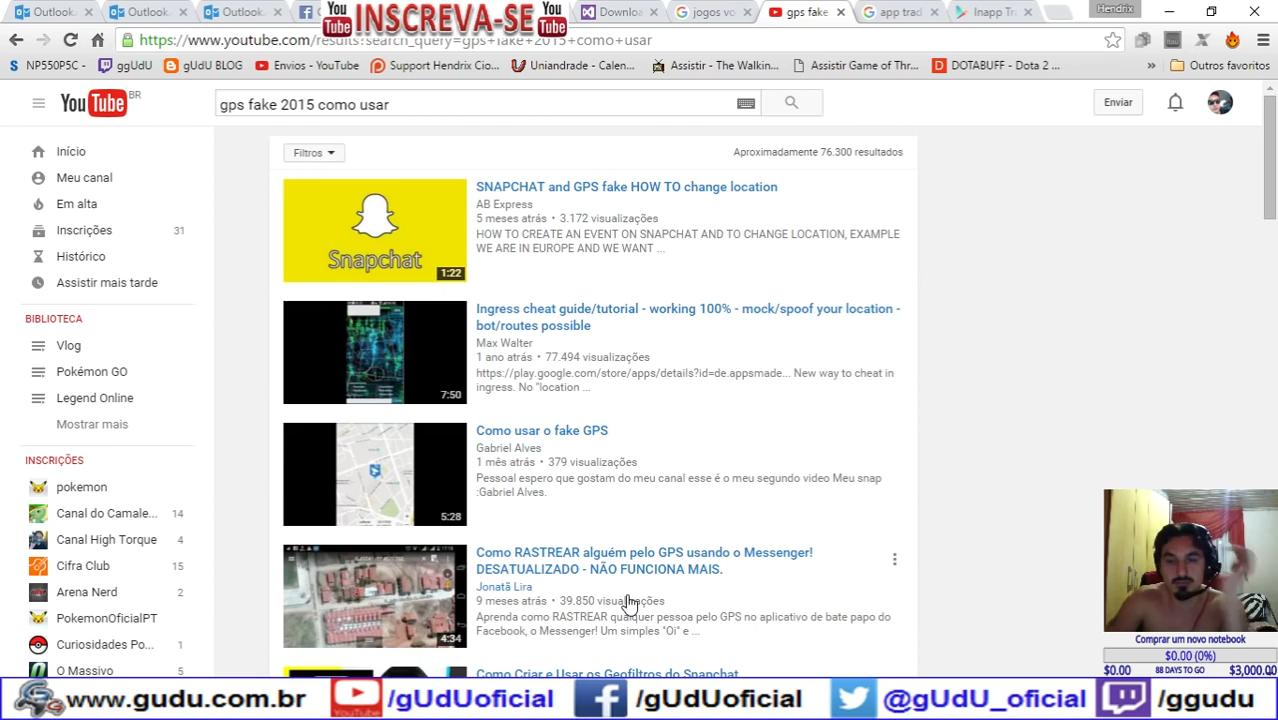 Outlook.
Outlook.
Outlook.
You Tube INSCREVA-SE You Tube
Downloa
jogos vo
gps fake
app trad
Inapp Tra
Hendrix
https://www.youtube.com/results?search_query=gps+fake+2015+como+usar
NP550P5C -
ggUdU
gUdU BLOG
Envios - YouTube
Support Hendrix Cio...
Uniandrade - Calen...
Assistir - The Walkin...
Assistir Game of Thr...
DOTABUFF - Dota 2 ...
Outros favoritos
YouTube BR
gps fake 2015 como usar
Enviar
Início
Meu canal
Em alta
Inscrições 31
Histórico
Assistir mais tarde
BIBLIOTECA
Vlog
Pokémon GO
Legend Online
Mostrar mais
INSCRIÇÕES
pokemon
Canal do Camale... 14
Canal High Torque 4
Cifra Club 12
Arena Nerd 2
PokemonOficialPT
Curiosidades Po... 1
O Massivo
Filtros
Aproximadamente 76.300 resultados
Snapchat
1:22
SNAPCHAT and GPS fake HOW TO change location
AB Express
5 meses atrás • 3.172 visualizações
HOW TO CREATE AN EVENT ON SNAPCHAT AND TO CHANGE LOCATION, EXAMPLE
WE ARE IN EUROPE AND WE WANT ...
7:50
Ingress cheat guide/tutorial - working 100% - mock/spoof your location -
bot/routes possible
Max Walter
1 ano atrás • 77.494 visualizações
https://play.google.com/store/apps/details?id=de.appsmade... New way to cheat in
ingress. No "location ...
5:28
Como usar o fake GPS
Gabriel Alves
1 mês atrás • 379 visualizações
Pessoal espero que gostam do meu canal esse é o meu segundo video Meu snap
:Gabriel Alves.
4:34
Como RASTREAR alguém pelo GPS usando o Messenger!
DESATUALIZADO - NÃO FUNCIONA MAIS.
Jonatã Lira
9 meses atrás • 39.850 visualizações
Aprenda como RASTREAR qualquer pessoa pelo GPS no aplicativo de bate papo do
Facebook, o Messenger! Um simples "Oi" e ...
Como Criar e Usar os Geofiltros do Snapchat
Comprar um novo notebook
$0.00 (0%)
$0.00 88 DAYS TO GO $3,000.00
www.gudu.com.br
YouTube /gUdUoficial
/gUdUoficial
@gUdU_oficial
/ggudu